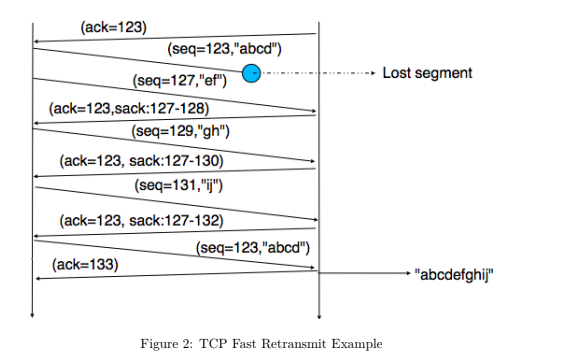 (ack=123)
(seq=123,"abcd")
Lost segment
(seq=127,"ef")
(ack=123,sack:127-128)
(seq=129,"gh")
(ack=123, sack:127-130)
(seq=131,"ij")
(ack=123, sack:127-132)
(seq=123,"abcd")
(ack=133)
"abcdefghij"
Figure 2: TCP Fast Retransmit Example